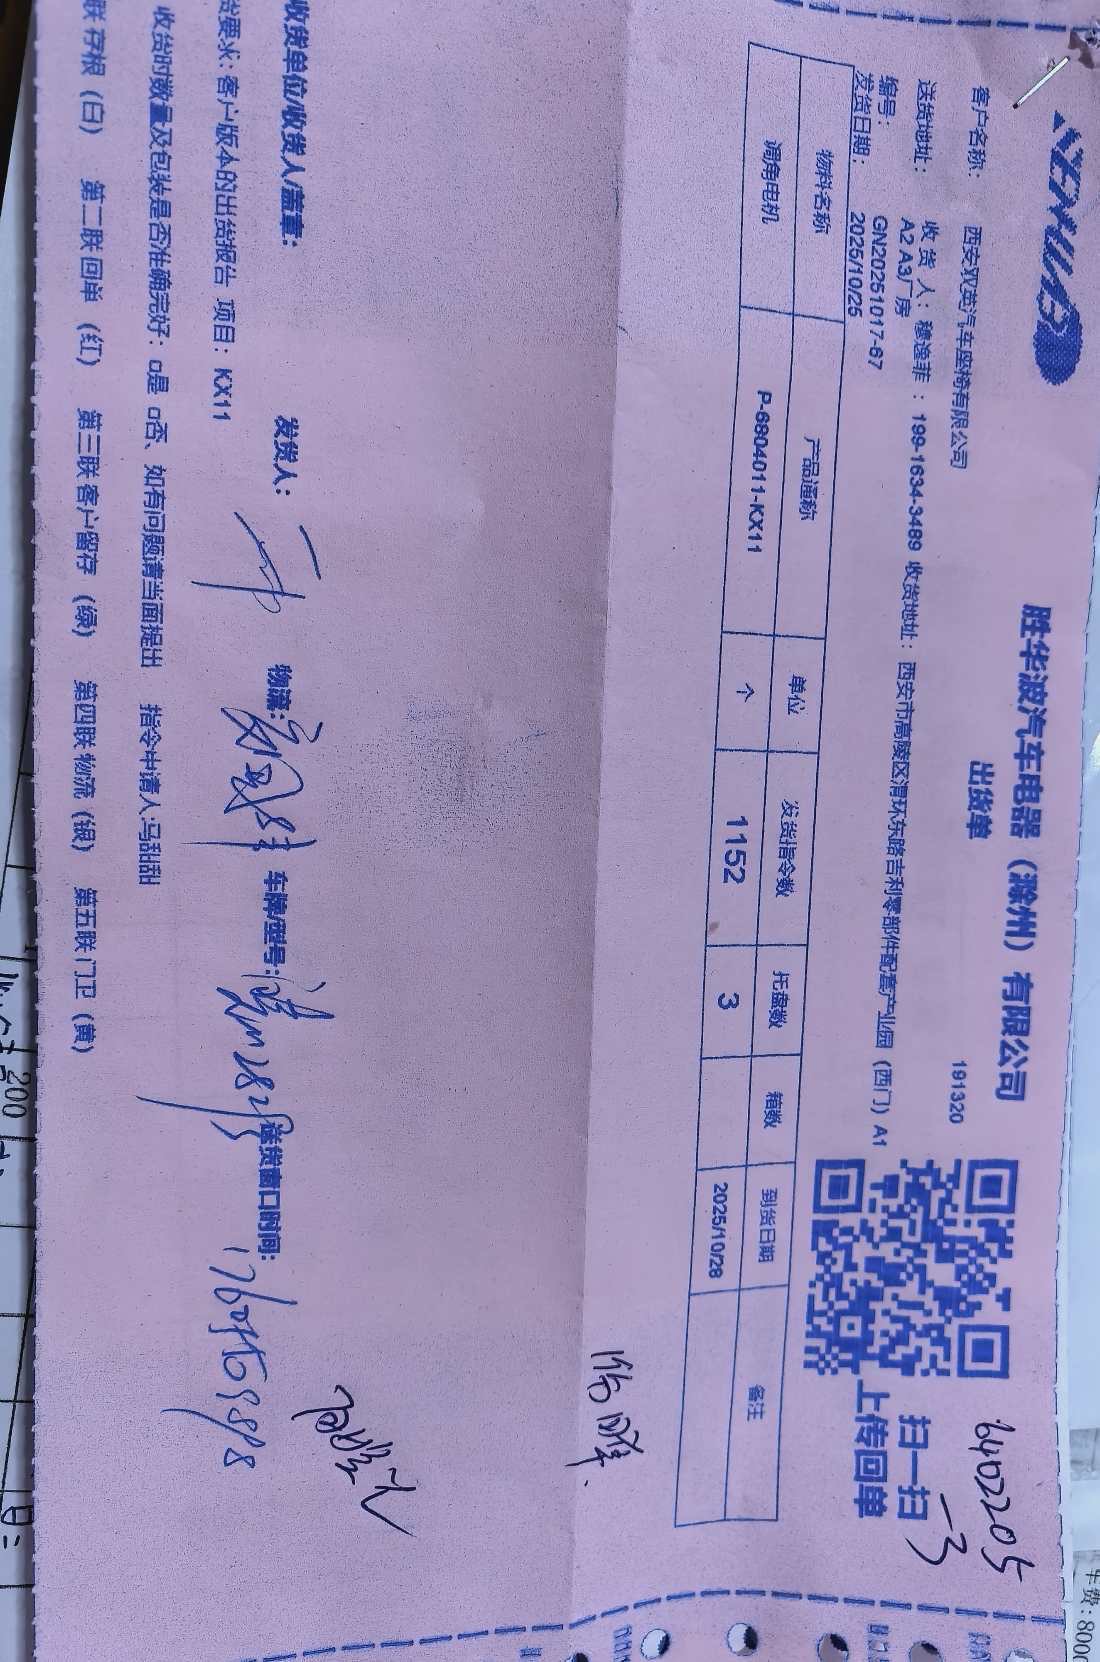 胜华波汽车电器（滁州）有限公司
出货单
191320
客户名称： 西安双英汽车座椅有限公司
送货地址： 收货人：穆逸菲：199-1634-3489 收货地址：西安市高陵区渭环东路吉利零部件配套产业园（西门）A1
A2 A3厂房
编号： GN20251017-67
发货日期： 2025/10/25
扫一扫
上传回单
6402205
-3
物料名称 产品通称 单位 发货指令数 托盘数 箱数 到货日期 备注
调角电机 P-6804011-KX11 个 1152 3 2025/10/28
收货单位/收货人/盖章： 发货人： 物流： 车牌/型号： 送货窗口时间：
17605569898
货要求：客户版本的出货报告 项目：KX11
收货时数量及包装是否准确完好：□是 □否、如有问题请当面提出 指令申请人:马甜甜
联存根（白） 第二联回单（红） 第三联客户留存（绿） 第四联物流（银） 第五联门卫（黄）
200
车费：8000